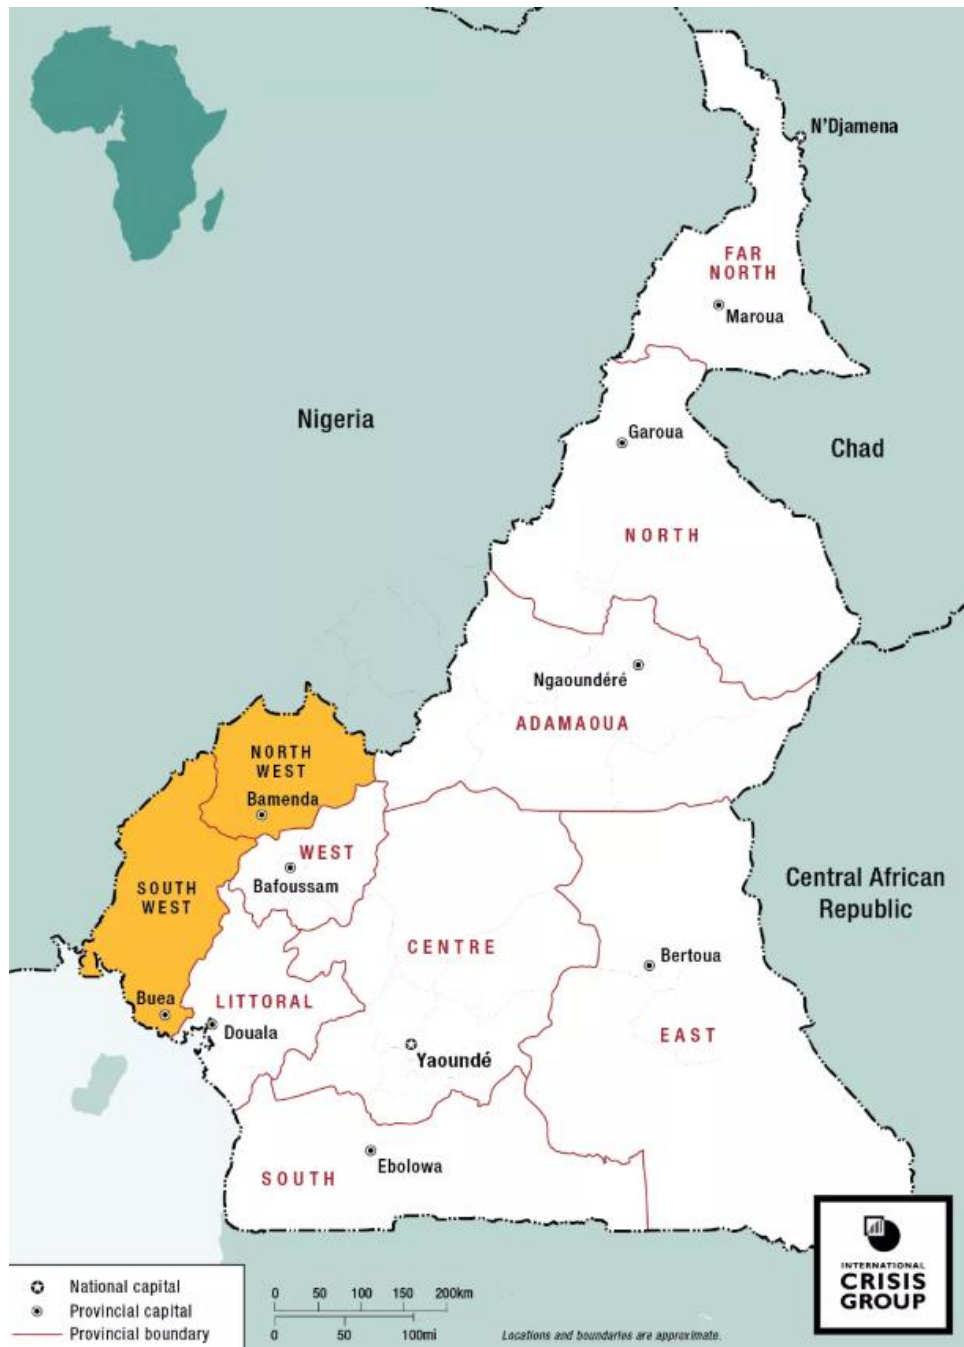 N'Djamena
FAR
NORTH
Maroua
Nigeria
Garoua
Chad
NORTH
Ngaoundéré
ADAMAOUA
NORTH
WEST
Bamenda
WEST
Bafoussam
SOUTH
WEST
Central African
Republic
CENTRE
Bertoua
Buea
LITTORAL
Douala
EAST
Yaoundé
Ebolowa
SOUTH
INTERNATIONAL
CRISIS
GROUP
National capital
Provincial capital
Provincial boundary
0 50 100 150 200km
0 50 100mi
Locations and boundaries are approximate.